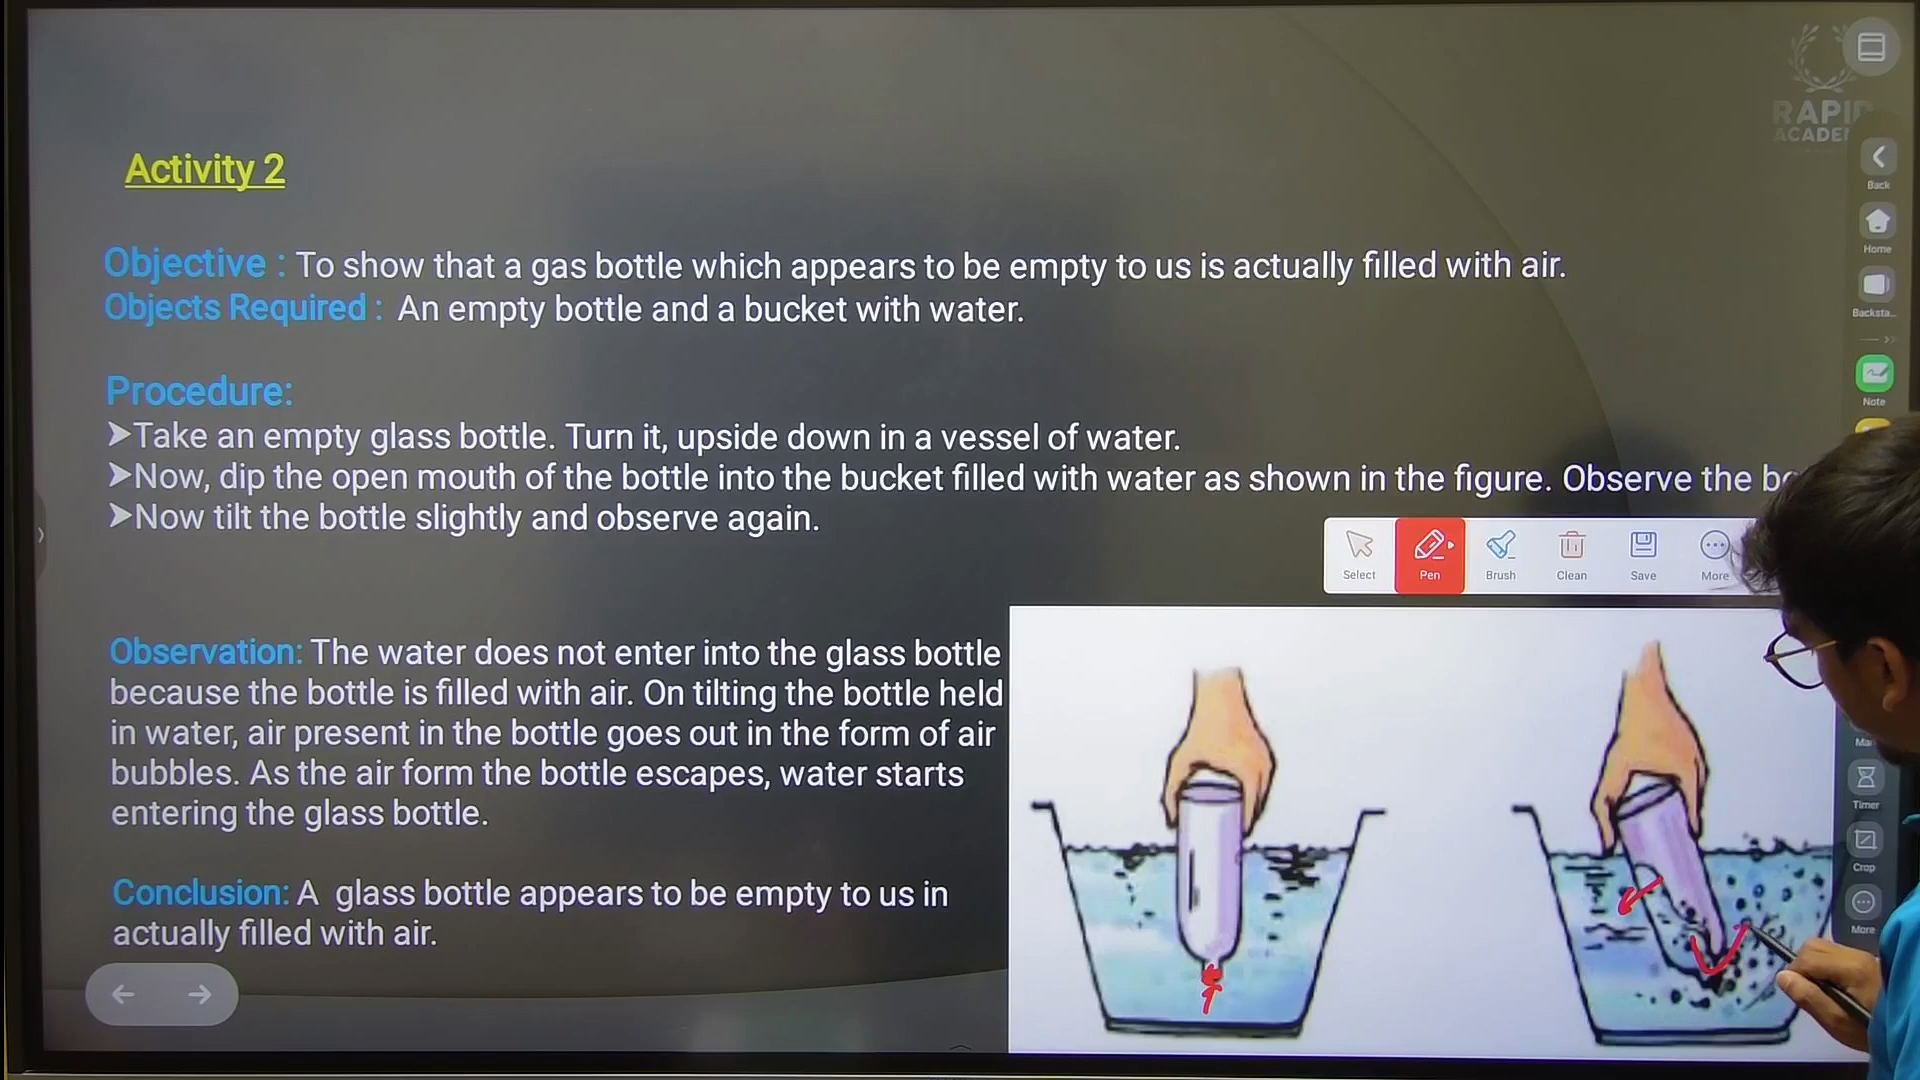 RAPID
ACADEM
Back
Activity 2
Home
Objective : To show that a gas bottle which appears to be empty to us is actually filled with air.
Objects Required : An empty bottle and a bucket with water.
Backsta...
Procedure:
Note
➤Take an empty glass bottle. Turn it, upside down in a vessel of water.
➤Now, dip the open mouth of the bottle into the bucket filled with water as shown in the figure. Observe the
➤Now tilt the bottle slightly and observe again.
Select Pen Brush Clean Save More
Observation: The water does not enter into the glass bottle
because the bottle is filled with air. On tilting the bottle held
in water, air present in the bottle goes out in the form of air
bubbles. As the air form the bottle escapes, water starts
entering the glass bottle.
Timer
Crop
Conclusion: A glass bottle appears to be empty to us in
actually filled with air.
More